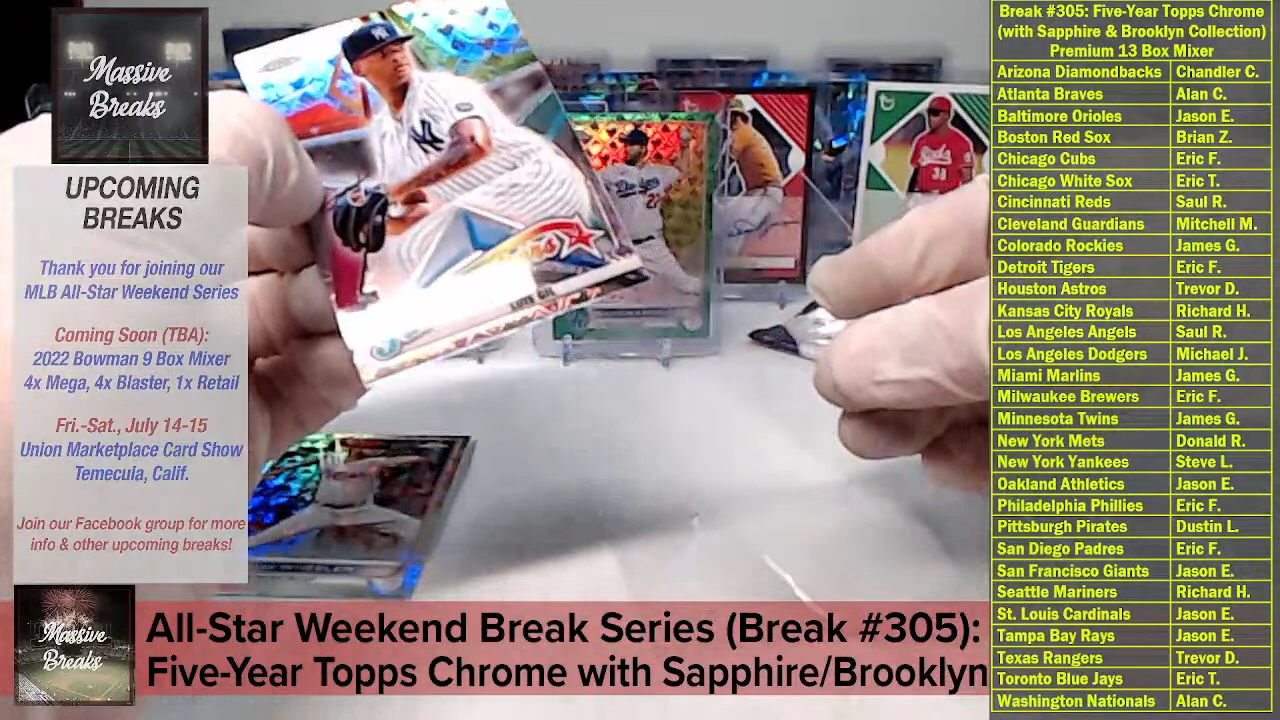 Massive
Breaks
UPCOMING
BREAKS
Thank you for joining our
MLB All-Star Weekend Series
Coming Soon (TBA):
2022 Bowman 9 Box Mixer
4x Mega, 4x Blaster, 1x Retail
Fri.-Sat., July 14-15
Union Marketplace Card Show
Temecula, Calif.
Join our Facebook group for more
info & other upcoming breaks!
Massive
Breaks
All-Star Weekend Break Series (Break #305):
Five-Year Topps Chrome with Sapphire/Brooklyn
LUIS GIL
Dodgers
Reds
Break #305: Five-Year Topps Chrome
(with Sapphire & Brooklyn Collection)
Premium 13 Box Mixer
Arizona Diamondbacks Chandler C.
Atlanta Braves Alan C.
Baltimore Orioles Jason E.
Boston Red Sox Brian Z.
Chicago Cubs Eric F.
Chicago White Sox Eric T.
Cincinnati Reds Saul R.
Cleveland Guardians Mitchell M.
Colorado Rockies James G.
Detroit Tigers Eric F.
Houston Astros Trevor D.
Kansas City Royals Richard H.
Los Angeles Angels Saul R.
Los Angeles Dodgers Michael J.
Miami Marlins James G.
Milwaukee Brewers Eric F.
Minnesota Twins James G.
New York Mets Donald R.
New York Yankees Steve L.
Oakland Athletics Jason E.
Philadelphia Phillies Eric F.
Pittsburgh Pirates Dustin L.
San Diego Padres Eric F.
San Francisco Giants Jason E.
Seattle Mariners Richard H.
St. Louis Cardinals Jason E.
Tampa Bay Rays Jason E.
Texas Rangers Trevor D.
Toronto Blue Jays Eric T.
Washington Nationals Alan C.